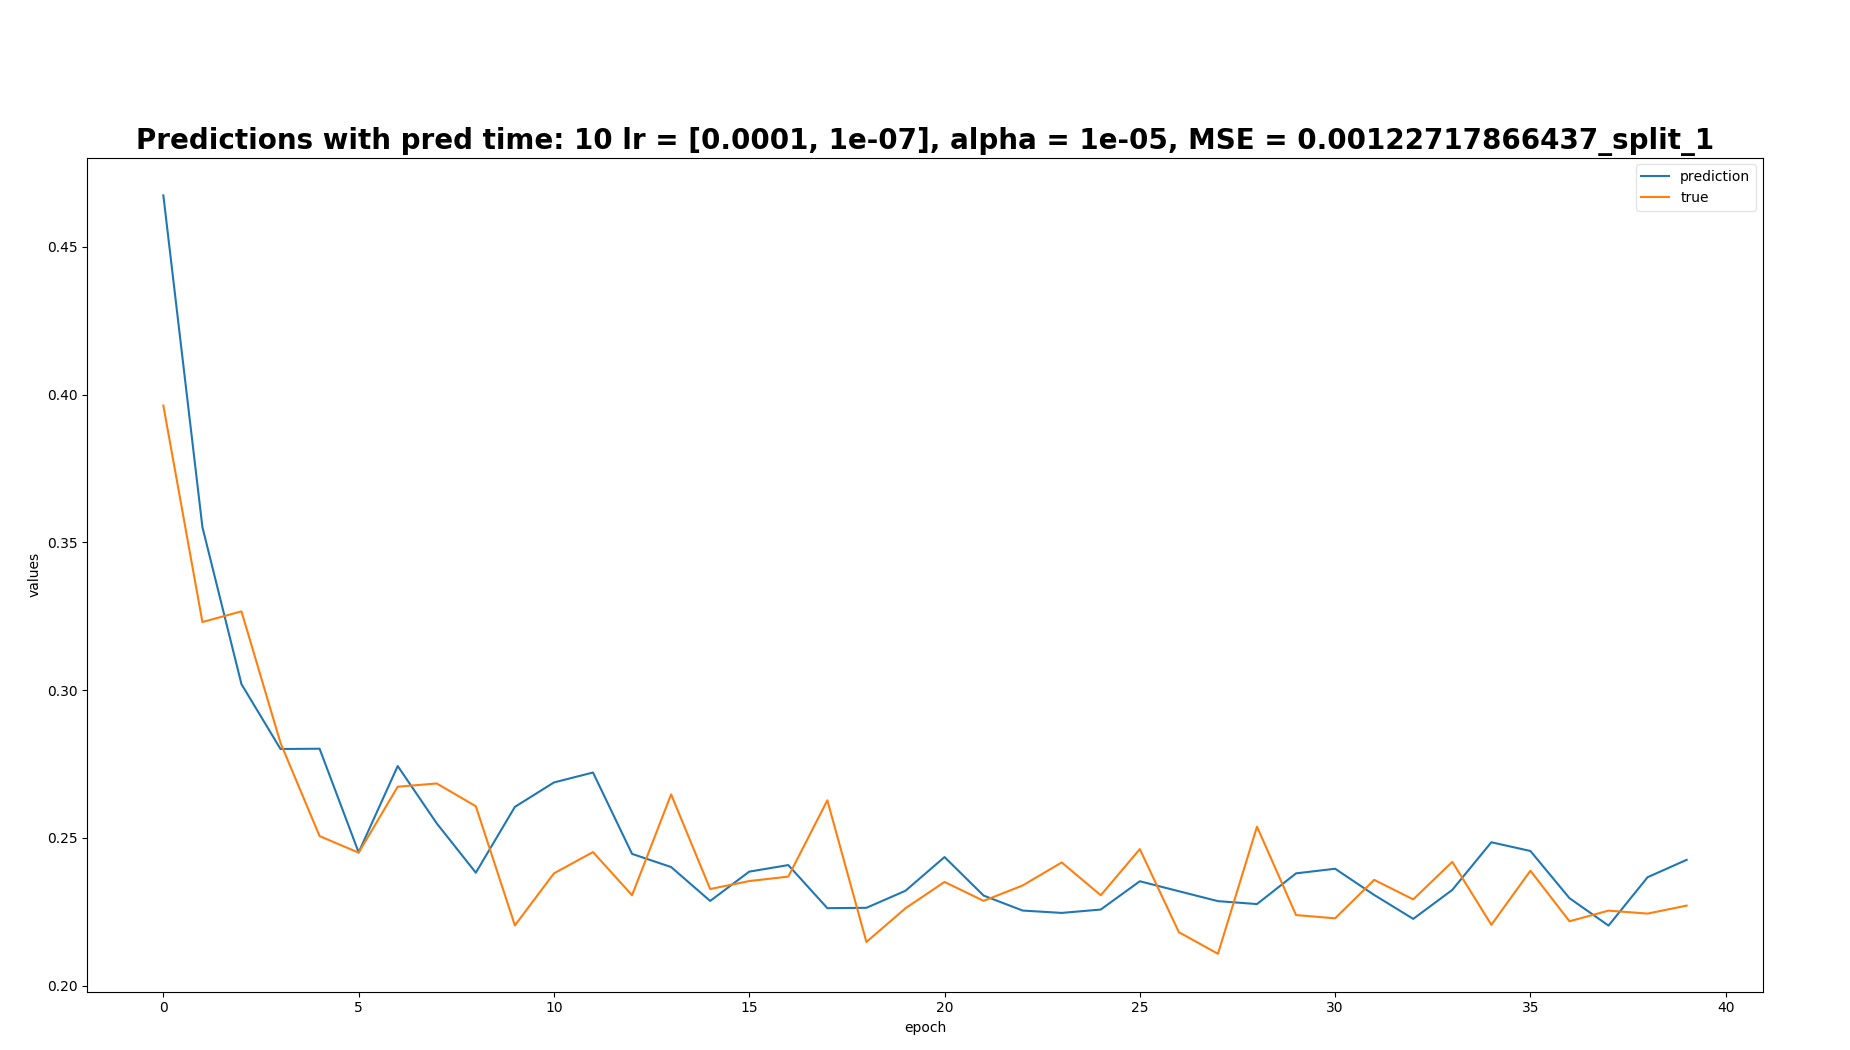 Predictions with pred time: 10 lr = [0.0001, 1e-07], alpha = 1e-05, MSE = 0.00122717866437_split_1
prediction
true
0.45
0.40
0.35
0.30
0.25
0.20
values
0 5 10 15 20 25 30 35 40
epoch